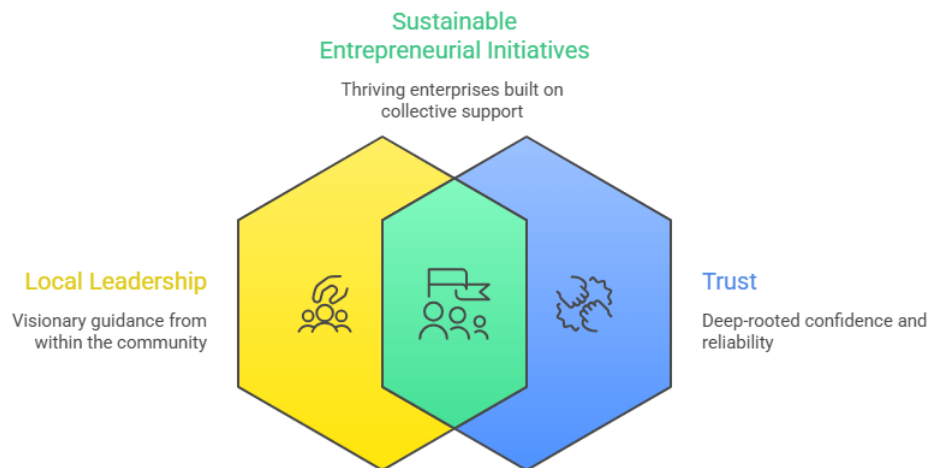 Sustainable
Entrepreneurial Initiatives
Thriving enterprises built on
collective support
Local Leadership
Visionary guidance from
within the community
Trust
Deep-rooted confidence and
reliability